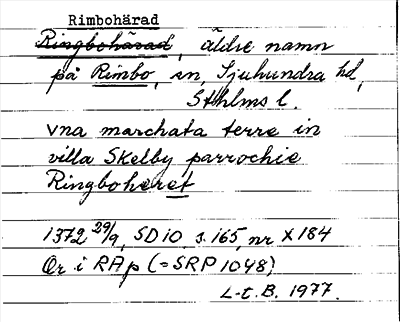 Rimbohärad
Ringbohärad, äldre namn
på Rimbo, sn, Sjuhundra hd,
Sthlms l.
vna marchata terre in
villa Skelby parrochie
Ringboheret
1372 29/9, SD 10 s. 165, nr X 184
Or i RAp (= SRP 1048)
L-t. B. 1977.